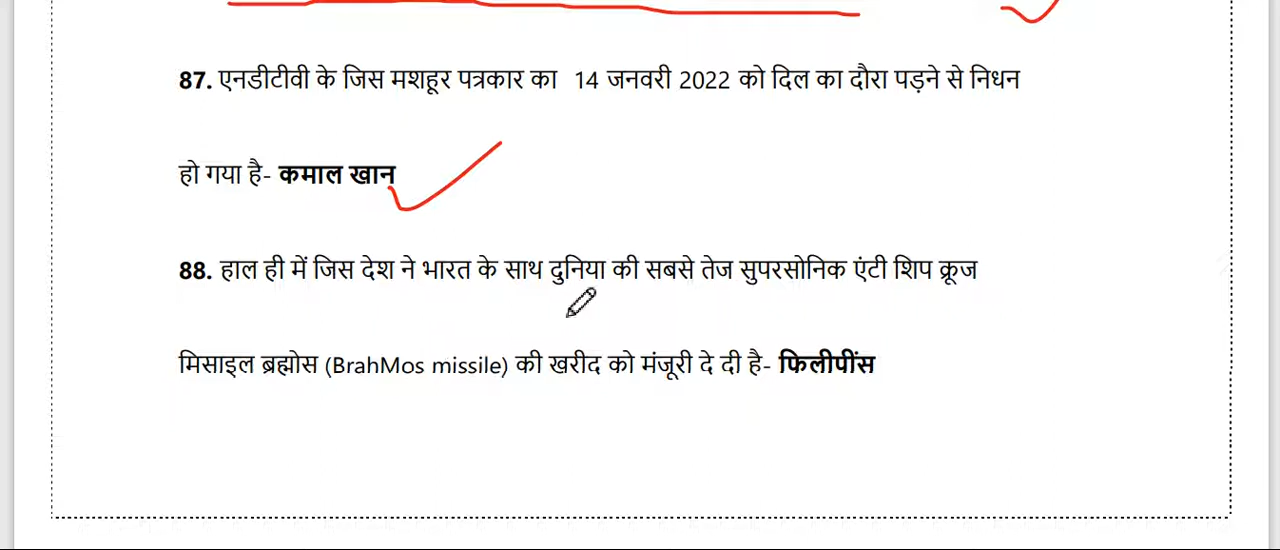 87. एनडीटीवी के जिस मशहूर पत्रकार का 14 जनवरी 2022 को दिल का दौरा पड़ने से निधन
हो गया है- कमाल खान
88. हाल ही में जिस देश ने भारत के साथ दुनिया की सबसे तेज सुपरसोनिक एंटी शिप क्रूज
मिसाइल ब्रह्मोस (BrahMos missile) की खरीद को मंजूरी दे दी है- फिलीपींस